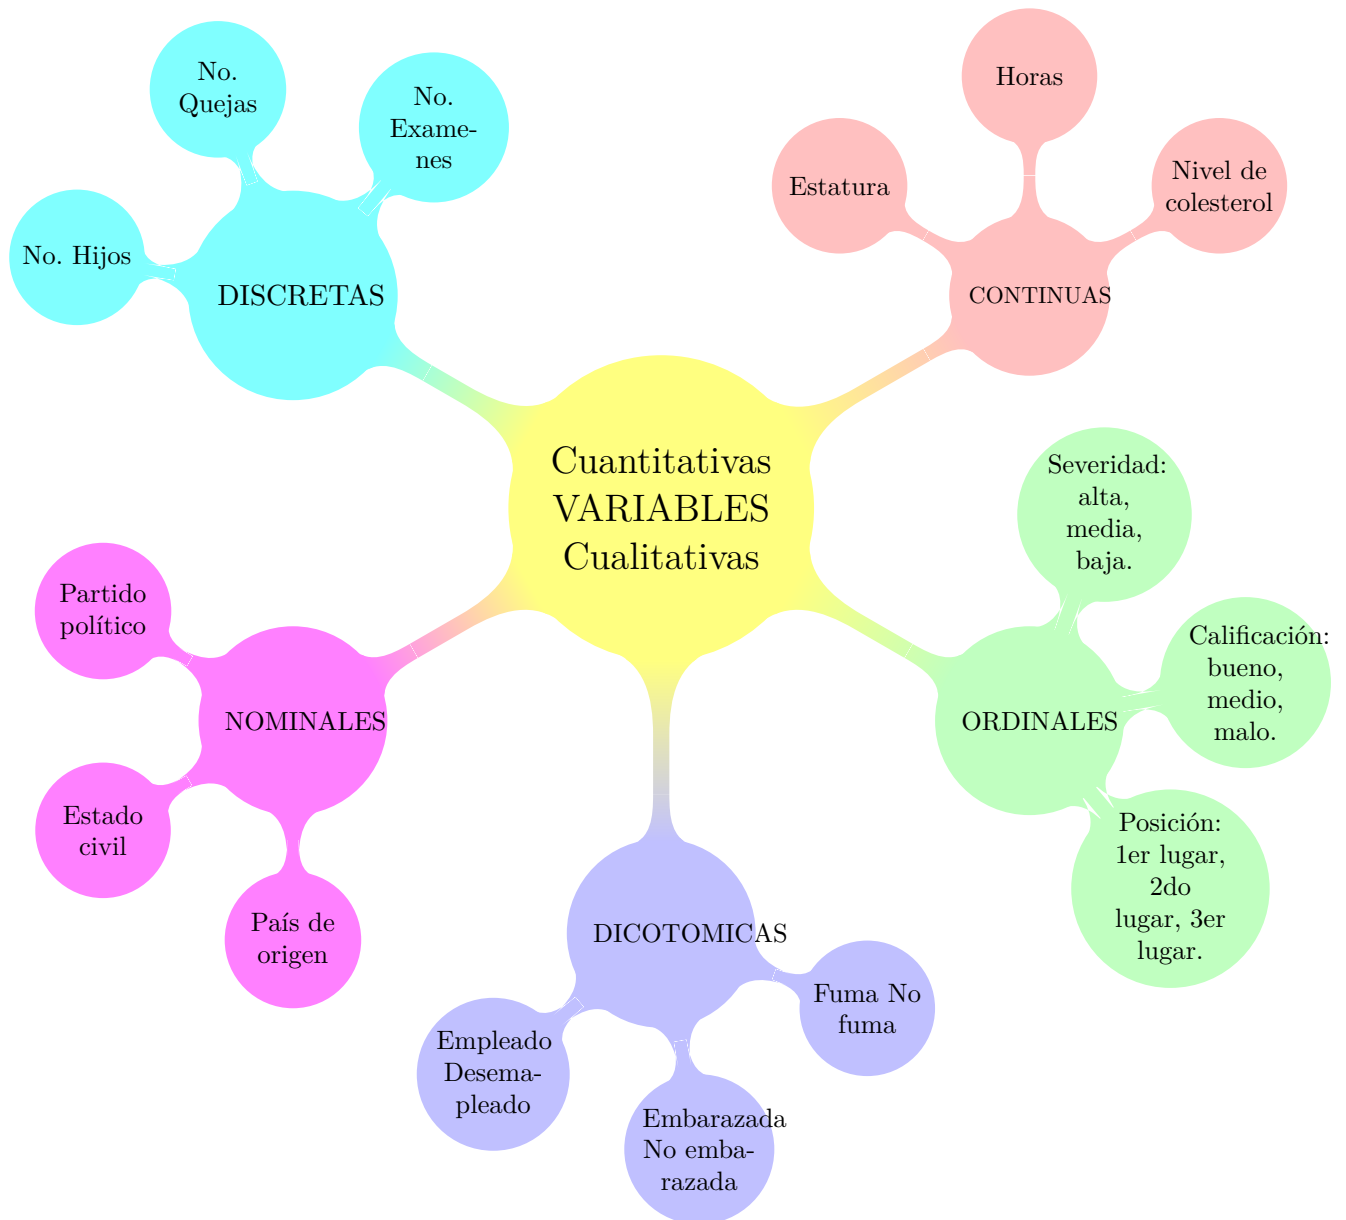 No.
Quejas
No.
Exame-
nes
No. Hijos
DISCRETAS
Horas
Estatura
Nivel de
colesterol
CONTINUAS
Cuantitativas
VARIABLES
Cualitativas
Severidad:
alta,
media,
baja.
Calificación:
bueno,
medio,
malo.
ORDINALES
Posición:
1er lugar,
2do
lugar, 3er
lugar.
Partido
político
NOMINALES
Estado
civil
País de
origen
DICOTOMICAS
Fuma No
fuma
Empleado
Desema-
pleado
Embarazada
No emba-
razada